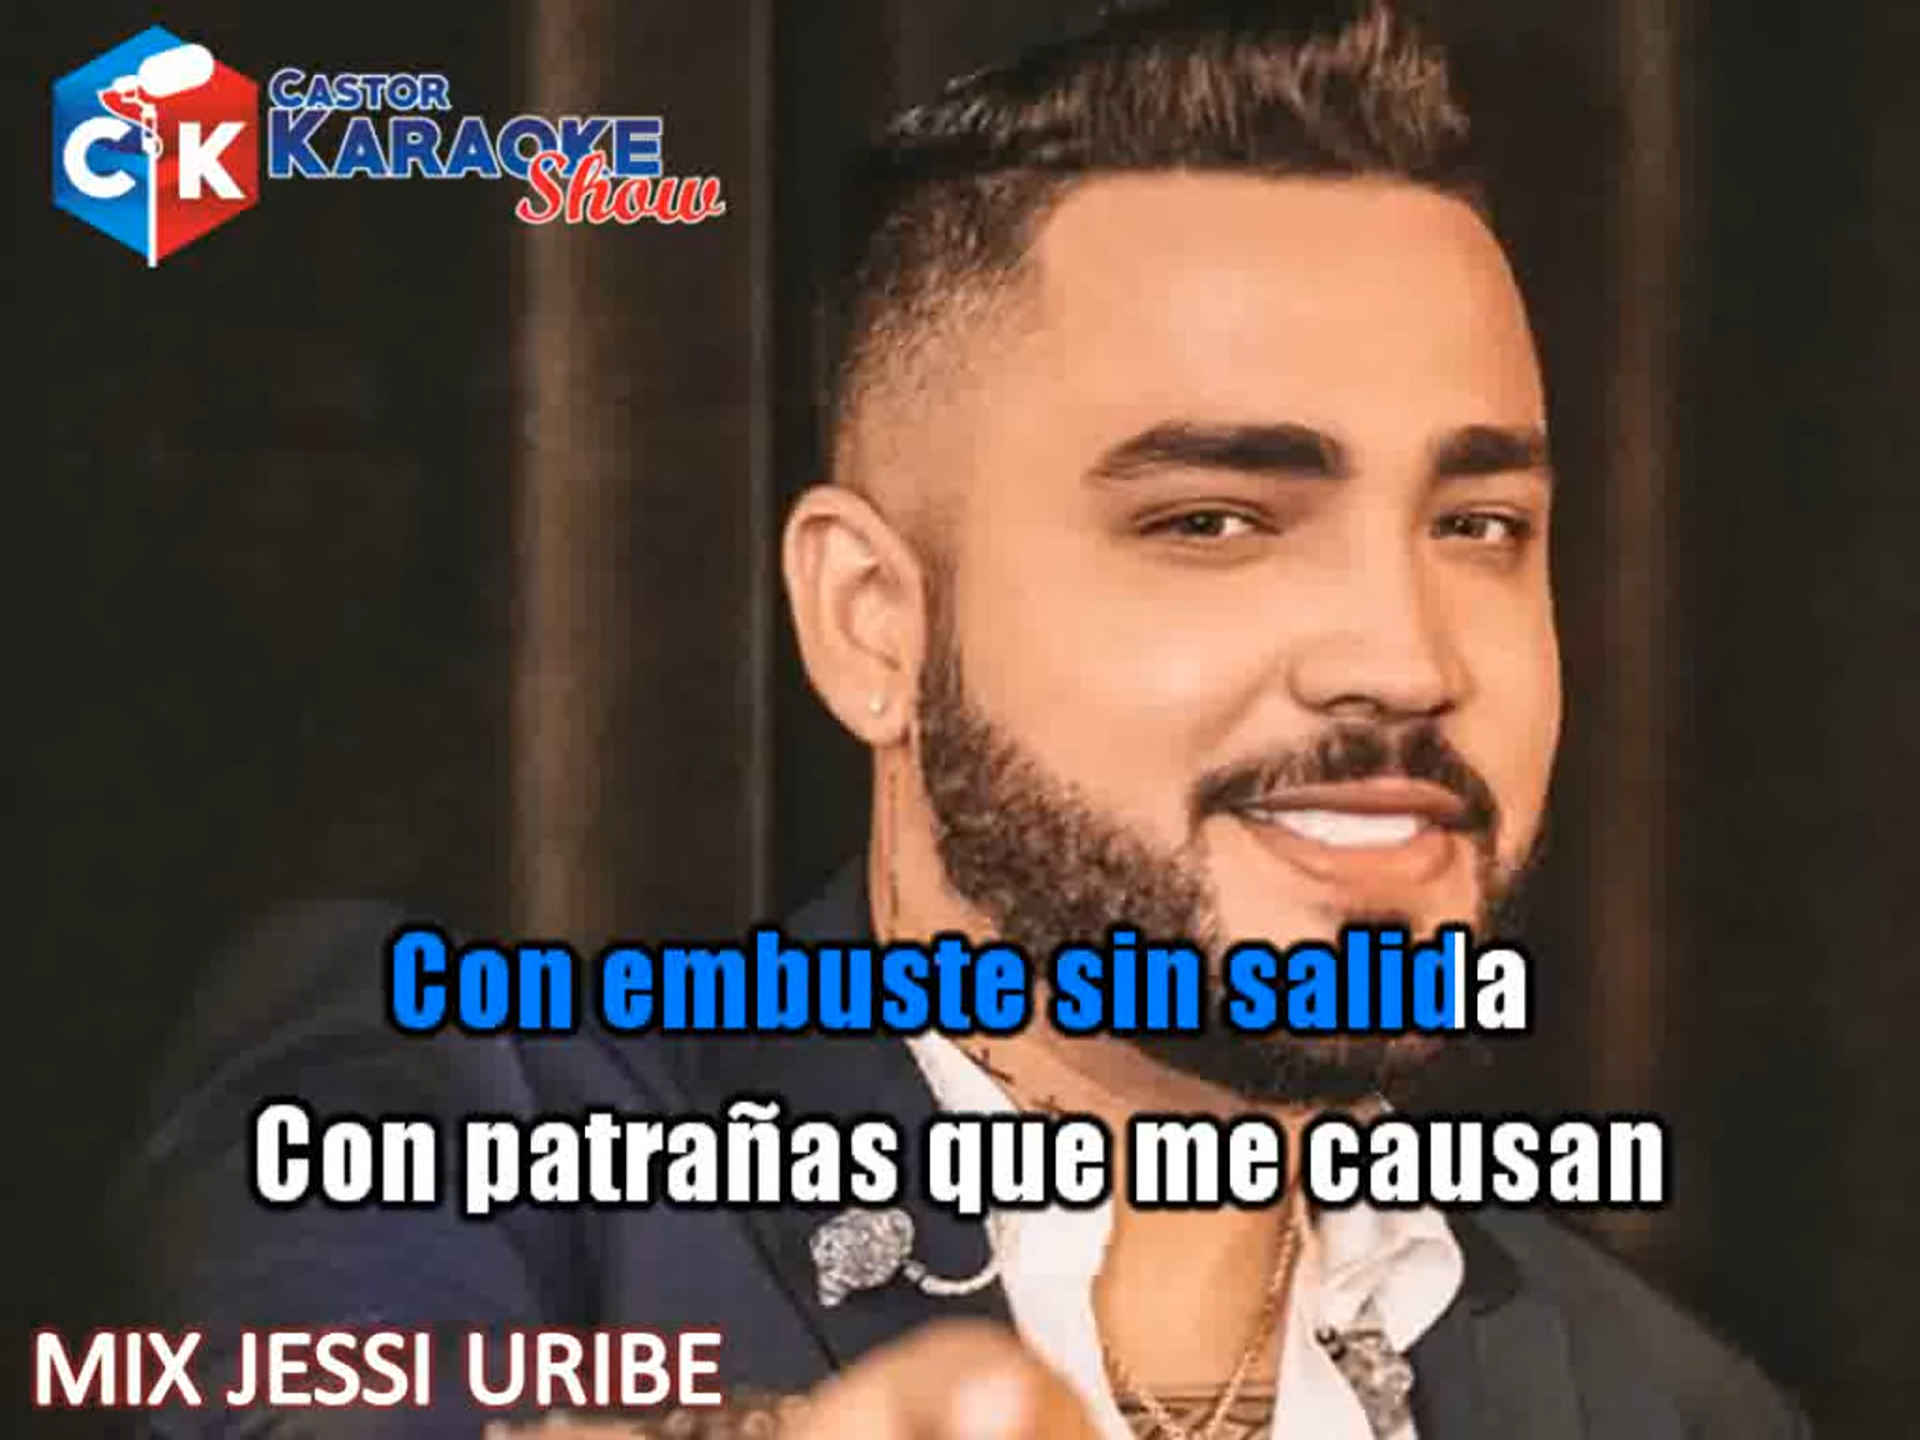 CK
CASTOR
KARAOKE
Show
Con embuste sin salida
Con patrañas que me causan
MIX JESSI URIBE